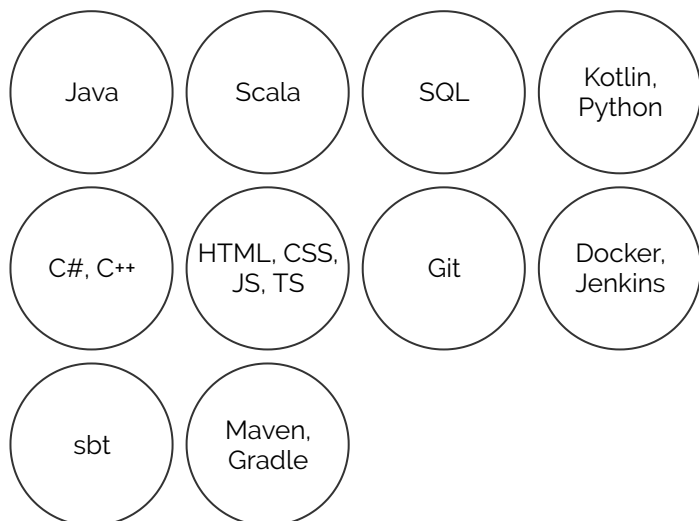 Java
Scala
SQL
Kotlin,
Python
C#, C++
HTML, CSS,
JS, TS
Git
Docker,
Jenkins
sbt
Maven,
Gradle